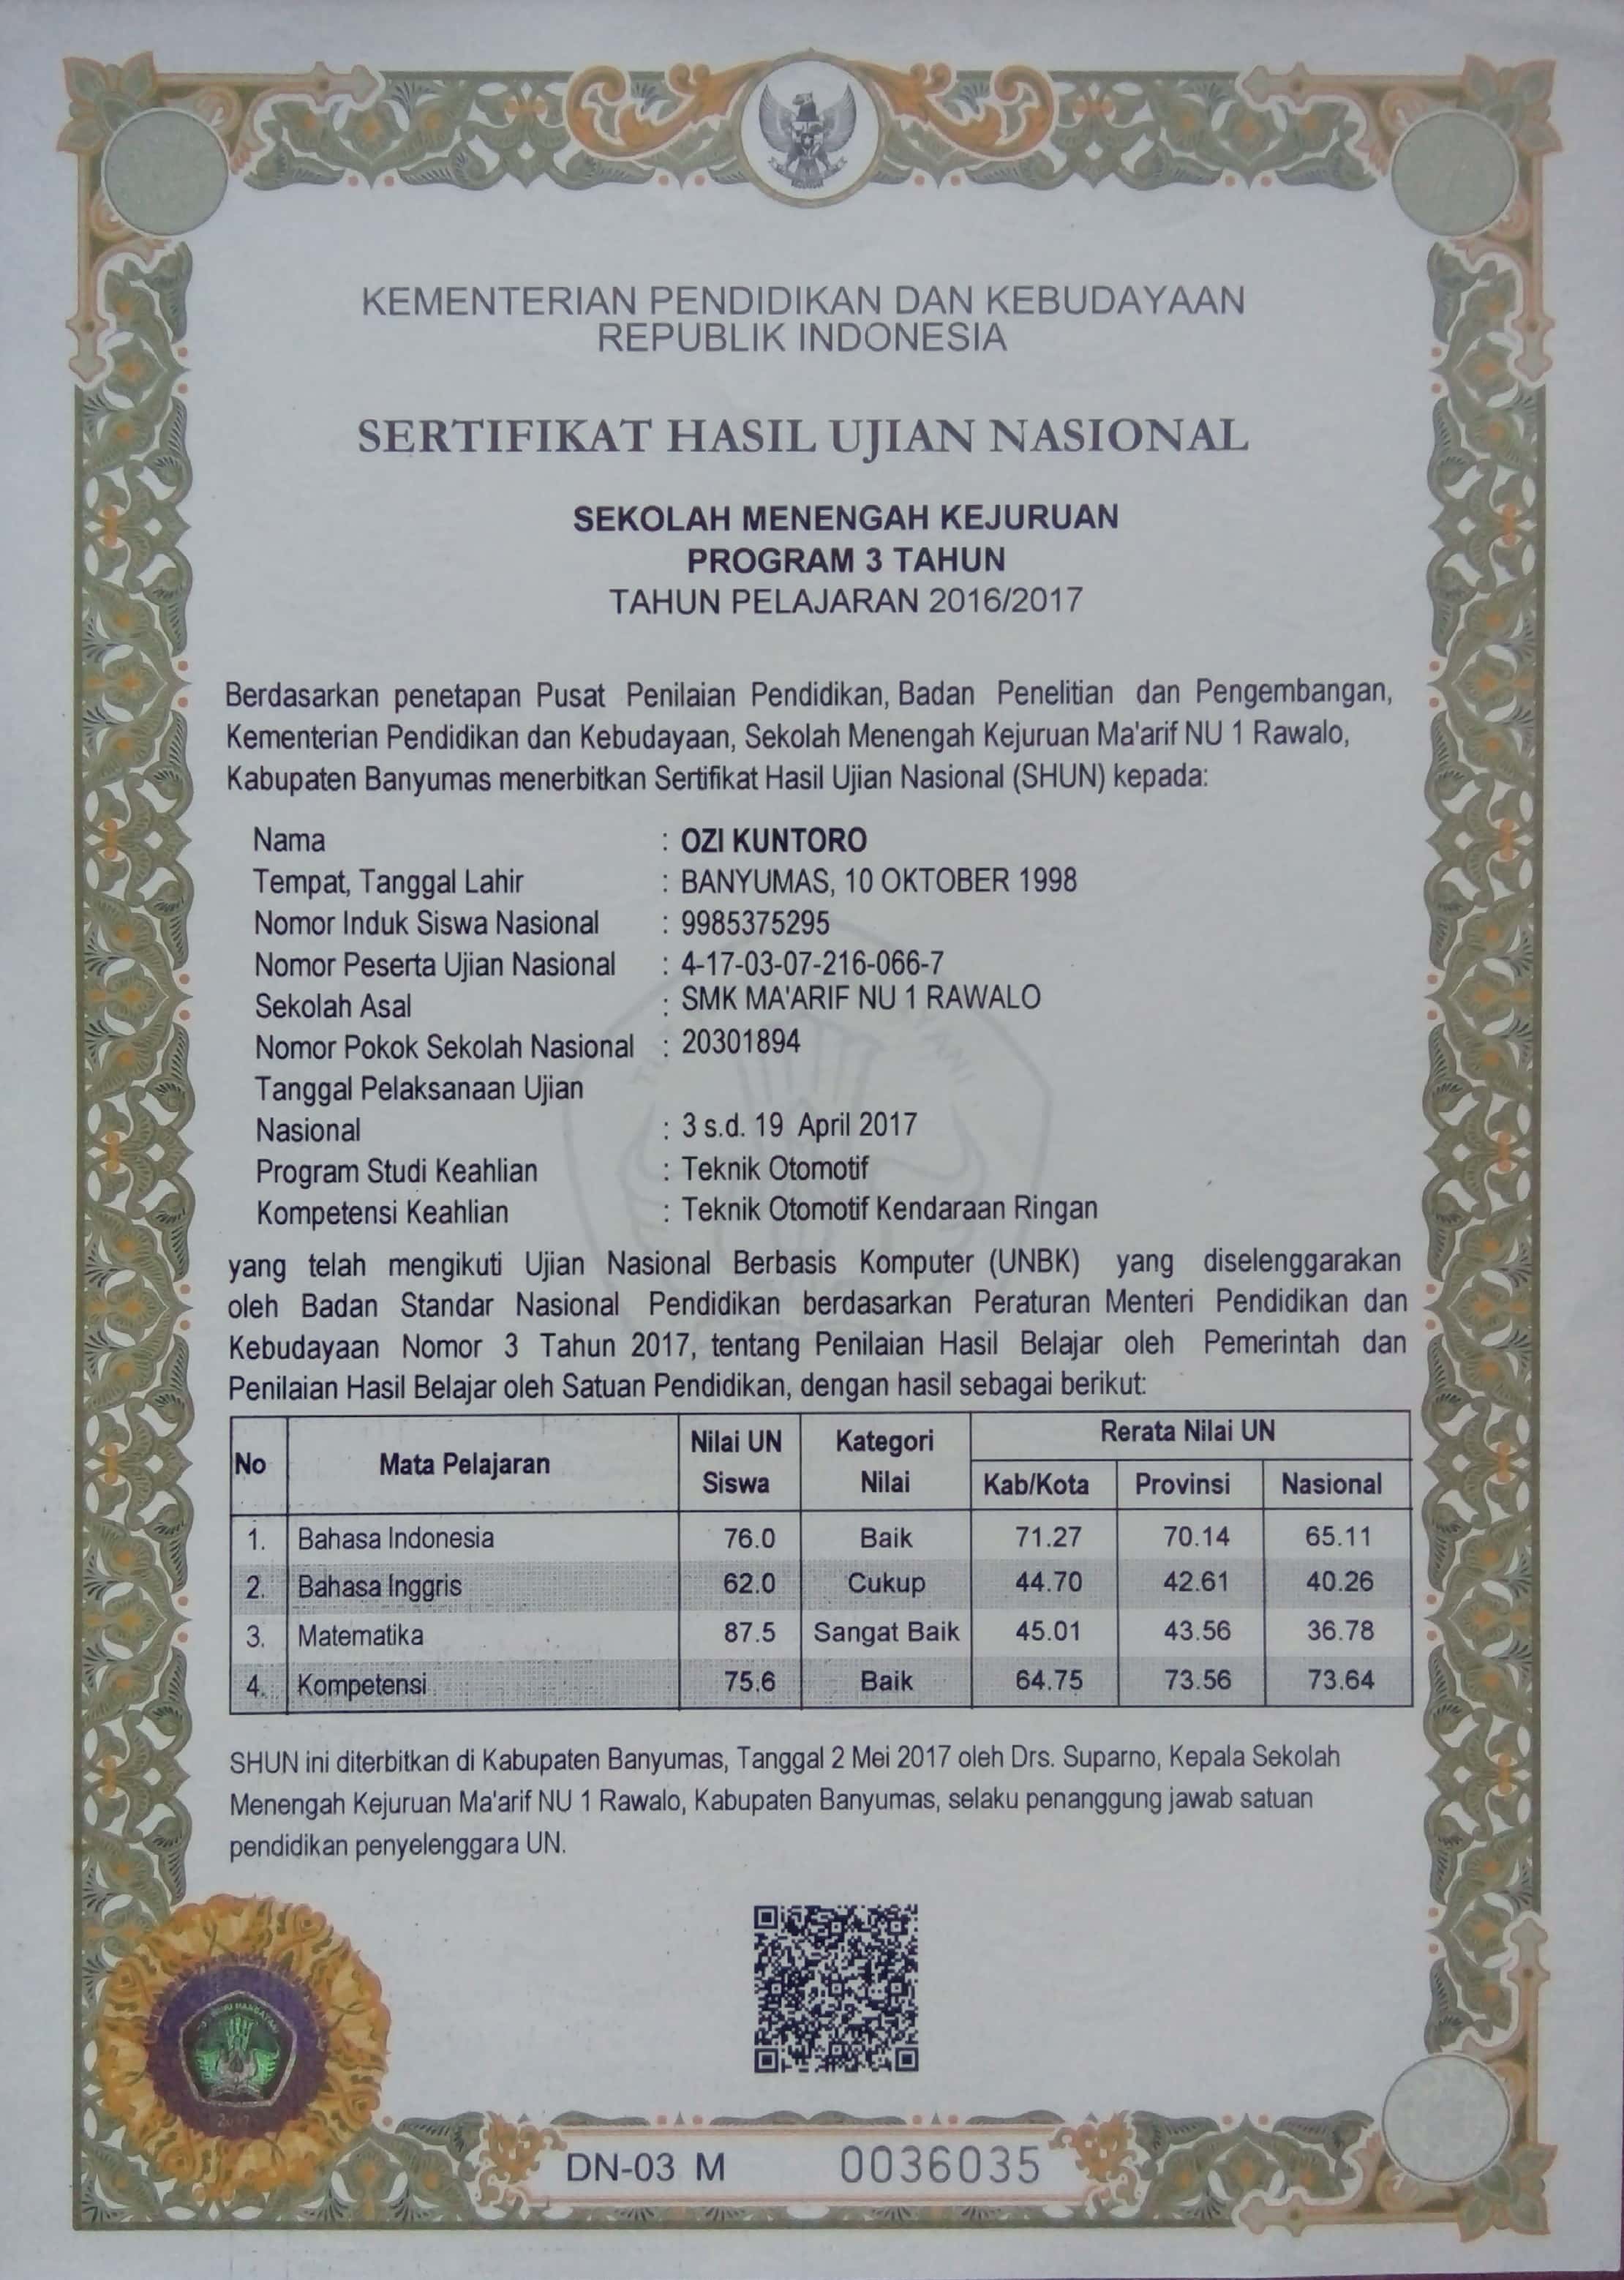 KEMENTERIAN PENDIDIKAN DAN KEBUDAYAAN
REPUBLIK INDONESIA
SERTIFIKAT HASIL UJIAN NASIONAL
SEKOLAH MENENGAH KEJURUAN
PROGRAM 3 TAHUN
TAHUN PELAJARAN 2016/2017
Berdasarkan penetapan Pusat Penilaian Pendidikan, Badan Penelitian dan Pengembangan,
Kementerian Pendidikan dan Kebudayaan, Sekolah Menengah Kejuruan Ma'arif NU 1 Rawalo,
Kabupaten Banyumas menerbitkan Sertifikat Hasil Ujian Nasional (SHUN) kepada:
Nama : OZI KUNTORO
Tempat, Tanggal Lahir : BANYUMAS, 10 OKTOBER 1998
Nomor Induk Siswa Nasional : 9985375295
Nomor Peserta Ujian Nasional : 4-17-03-07-216-066-7
Sekolah Asal : SMK MA'ARIF NU 1 RAWALO
Nomor Pokok Sekolah Nasional : 20301894
Tanggal Pelaksanaan Ujian
Nasional : 3 s.d. 19 April 2017
Program Studi Keahlian : Teknik Otomotif
Kompetensi Keahlian : Teknik Otomotif Kendaraan Ringan
yang telah mengikuti Ujian Nasional Berbasis Komputer (UNBK) yang diselenggarakan
oleh Badan Standar Nasional Pendidikan berdasarkan Peraturan Menteri Pendidikan dan
Kebudayaan Nomor 3 Tahun 2017, tentang Penilaian Hasil Belajar oleh Pemerintah dan
Penilaian Hasil Belajar oleh Satuan Pendidikan, dengan hasil sebagai berikut:
No Mata Pelajaran Nilai UN Siswa Kategori Nilai Rerata Nilai UN
Kab/Kota Provinsi Nasional
1. Bahasa Indonesia 76.0 Baik 71.27 70.14 65.11
2. Bahasa Inggris 62.0 Cukup 44.70 42.61 40.26
3. Matematika 87.5 Sangat Baik 45.01 43.56 36.78
4. Kompetensi 75.6 Baik 64.75 73.56 73.64
SHUN ini diterbitkan di Kabupaten Banyumas, Tanggal 2 Mei 2017 oleh Drs. Suparno, Kepala Sekolah
Menengah Kejuruan Ma'arif NU 1 Rawalo, Kabupaten Banyumas, selaku penanggung jawab satuan
pendidikan penyelenggara UN.
DN-03 M 0036035